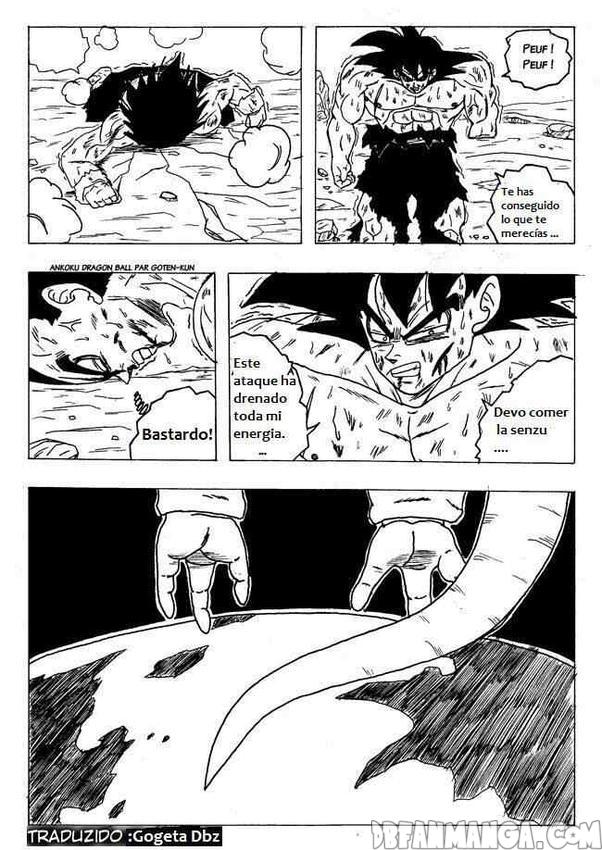 PEUF !
PEUF !
Te has
conseguido
lo que te
merecías ...
ANKOKU DRAGON BALL PAR GOTEN-KUN
Bastardo!
Este
ataque ha
drenado
toda mi
energia.
...
Devo comer
la senzu
....
TRADUZIDO :Gogeta Dbz
DBFANMANGA.COM